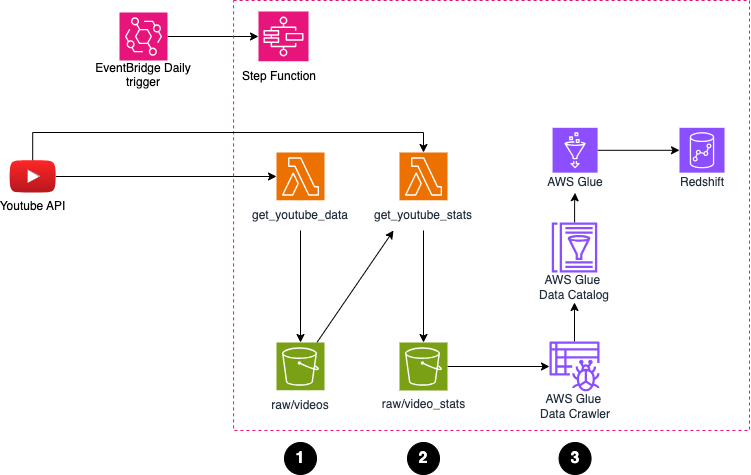 EventBridge Daily
trigger
Step Function
Youtube API
get_youtube_data
get_youtube_stats
AWS Glue
Redshift
AWS Glue
Data Catalog
raw/videos
raw/video_stats
AWS Glue
Data Crawler
1
2
3